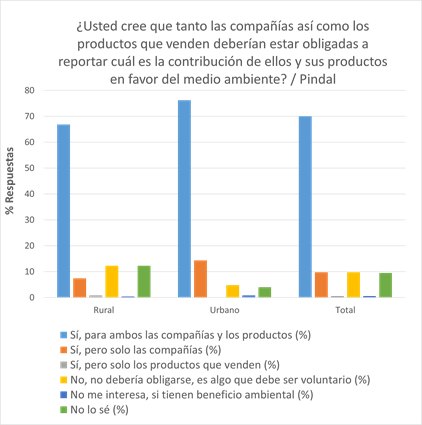 ¿Usted cree que tanto las compañías así como los
productos que venden deberían estar obligadas a
reportar cuál es la contribución de ellos y sus productos
en favor del medio ambiente? / Pindal
% Respuestas
80
70
60
50
40
30
20
10
0
Rural
Urbano
Total
Sí, para ambos las compañías y los productos (%)
Sí, pero solo las compañías (%)
Sí, pero solo los productos que venden (%)
No, no debería obligarse, es algo que debe ser voluntario (%)
No me interesa, si tienen beneficio ambiental (%)
No lo sé (%)